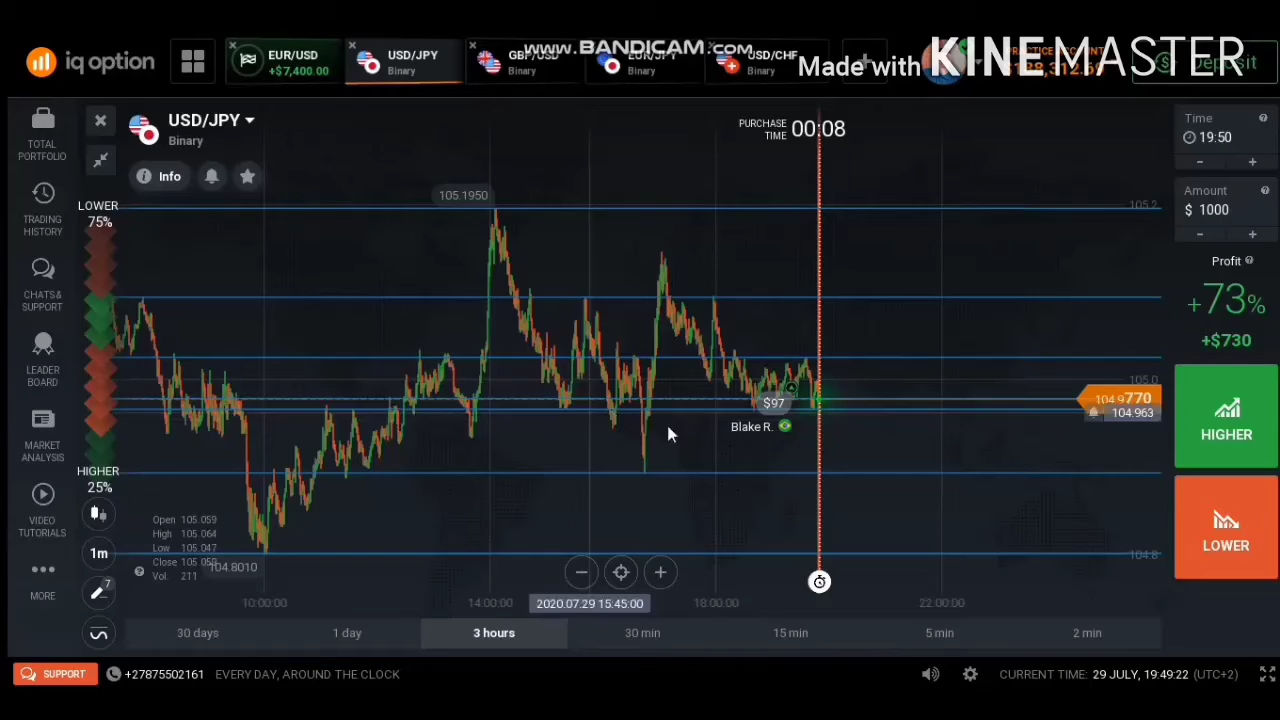 www.BANDICAM.com
Made with KINEMASTER
iq option
EUR/USD
+$7,400.00
USD/JPY
Binary
GBP/USD
Binary
EUR/JPY
Binary
USD/CHF
Binary
PRACTICE ACCOUNT
Deposit
TOTAL
PORTFOLIO
TRADING
HISTORY
CHATS &
SUPPORT
LEADER
BOARD
MARKET
ANALYSIS
VIDEO
TUTORIALS
MORE
USD/JPY
Binary
Info
LOWER
75%
HIGHER
25%
1m
7
PURCHASE
TIME
00:08
105.1950
105.2
105.0
104.9770
104.963
104.8
$97
Blake R.
Open 105.059
High 105.064
Low 105.047
Close 105.059
Vol. 211
104.8010
10:00:00
14:00:00
2020.07.29 15:45:00
18:00:00
22:00:00
30 days
1 day
3 hours
30 min
15 min
5 min
2 min
Time
19:50
-
+
Amount
$ 1000
-
+
Profit
+73%
+$730
HIGHER
LOWER
SUPPORT
+27875502161
EVERY DAY, AROUND THE CLOCK
CURRENT TIME: 29 JULY, 19:49:22 (UTC+2)